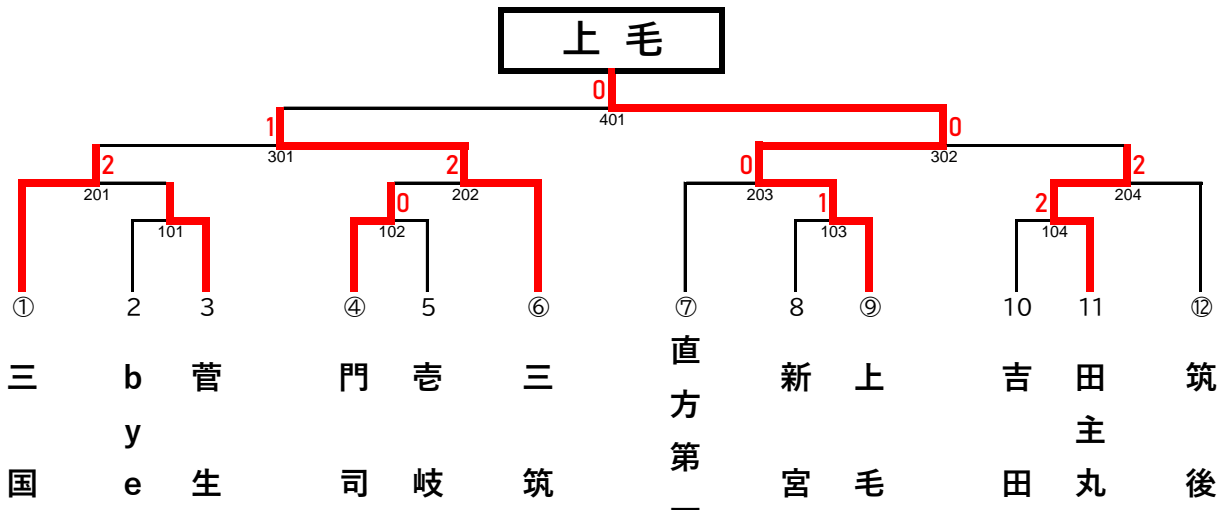 上毛
0
401
1 0
301 302
2 2 0 2
201 202 203 204
0 1 2
101 102 103 104
① 2 3 ④ 5 ⑥ ⑦ 8 ⑨ 10 11 ⑫
三国
bye
菅生
門司
壱岐
三筑
直方第
新宮
上毛
吉田
田主丸
筑後